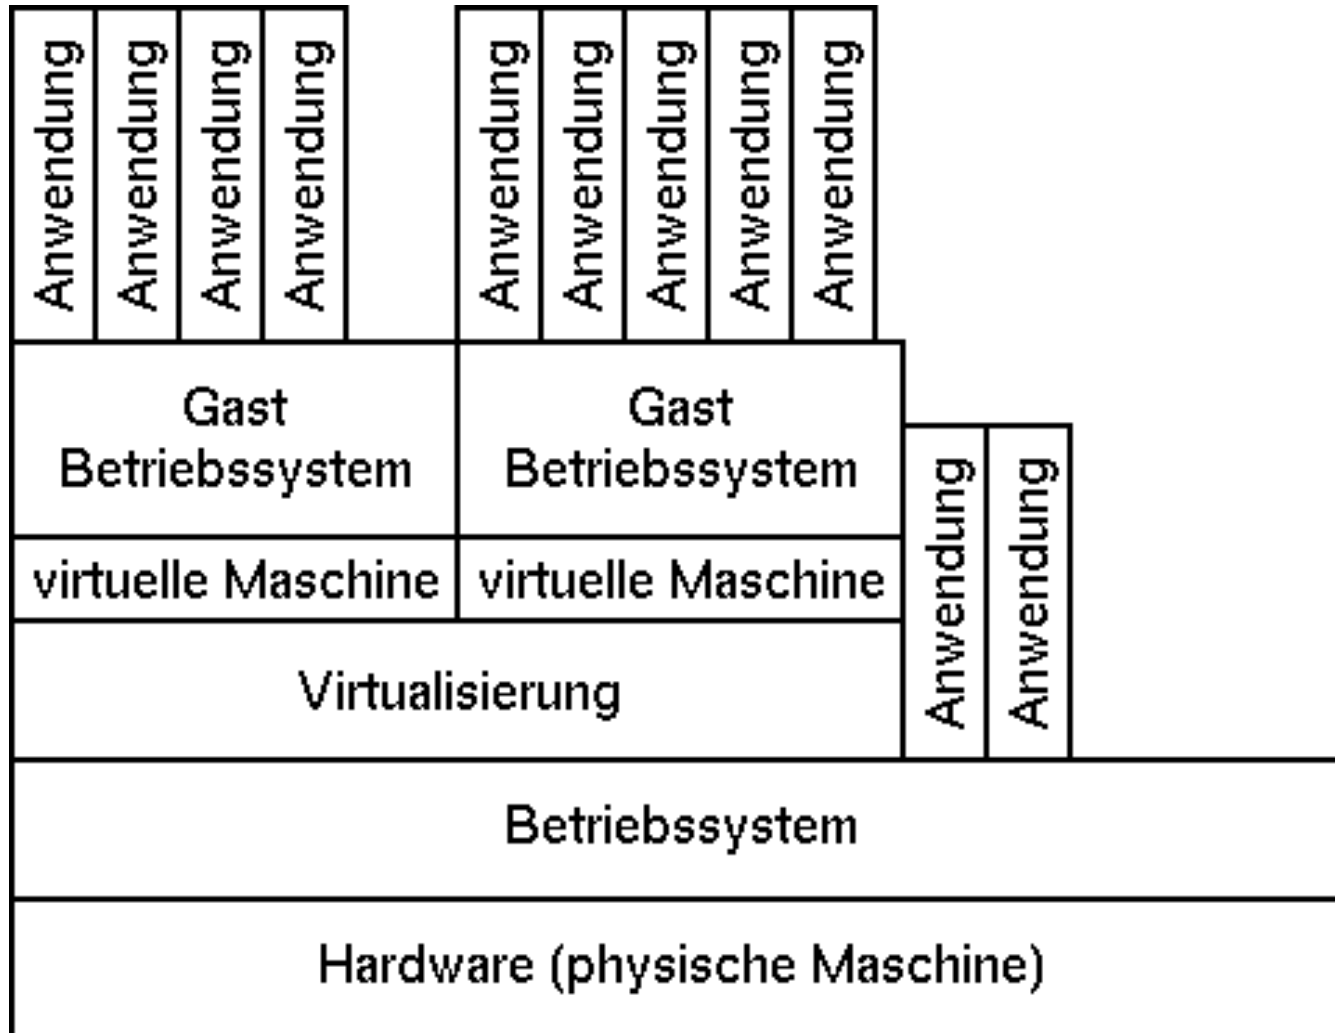 Anwendung
Anwendung
Anwendung
Anwendung
Anwendung
Anwendung
Anwendung
Anwendung
Anwendung
Gast
Betriebssystem
Gast
Betriebssystem
virtuelle Maschine
virtuelle Maschine
Anwendung
Anwendung
Virtualisierung
Betriebssystem
Hardware (physische Maschine)